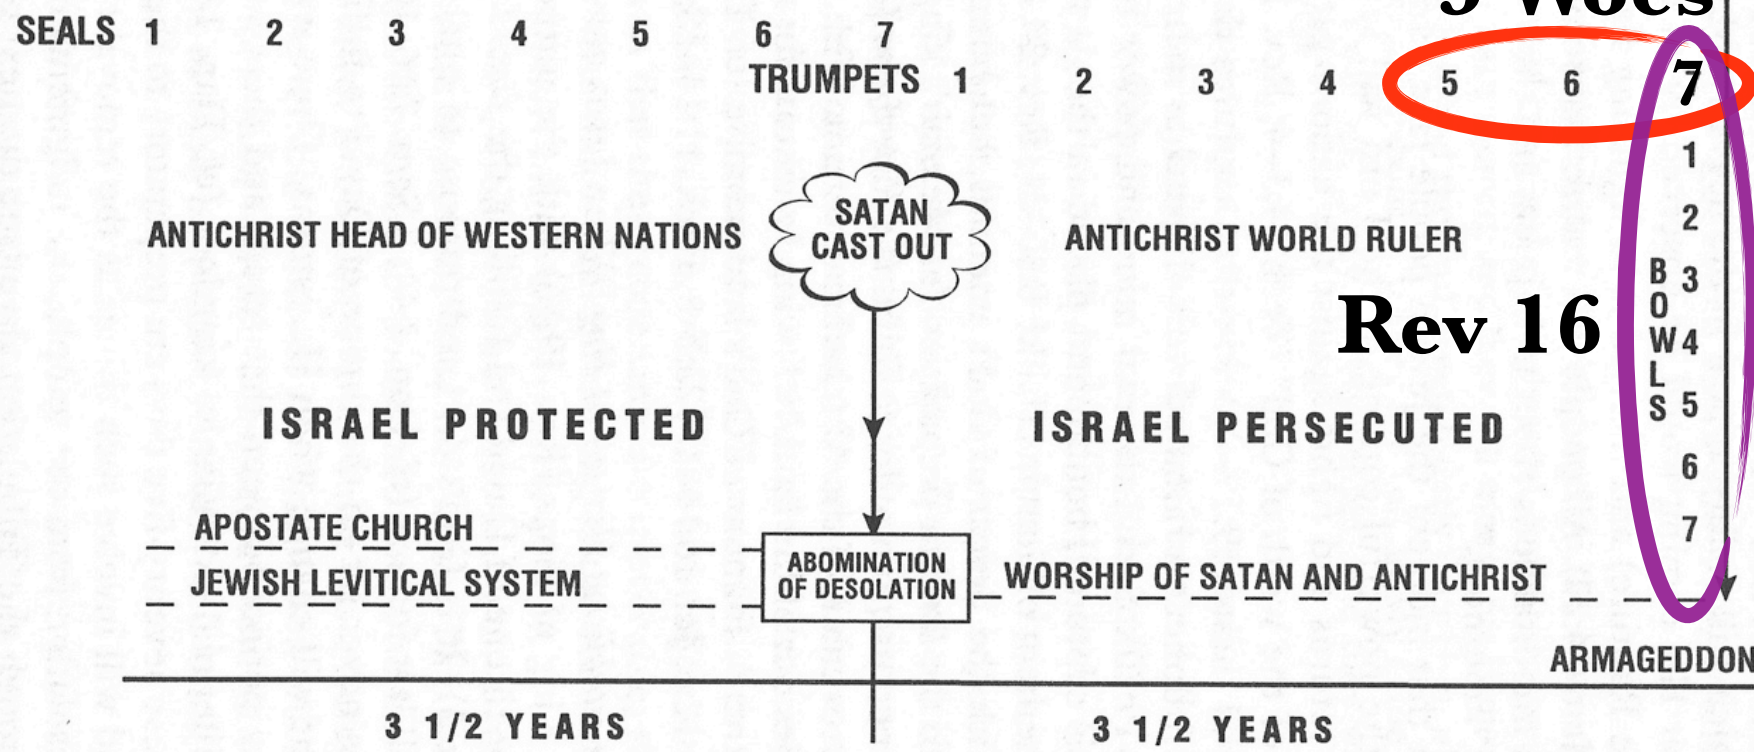 Woes
SEALS 1 2 3 4 5 6 7
TRUMPETS 1 2 3 4 5 6 7
1
2
3
4
5
6
7
BOWLS
SATAN
CAST OUT
ANTICHRIST HEAD OF WESTERN NATIONS
ANTICHRIST WORLD RULER
Rev 16
ISRAEL PROTECTED
ISRAEL PERSECUTED
APOSTATE CHURCH
JEWISH LEVITICAL SYSTEM
ABOMINATION
OF DESOLATION
WORSHIP OF SATAN AND ANTICHRIST
ARMAGEDDON
3 1/2 YEARS
3 1/2 YEARS